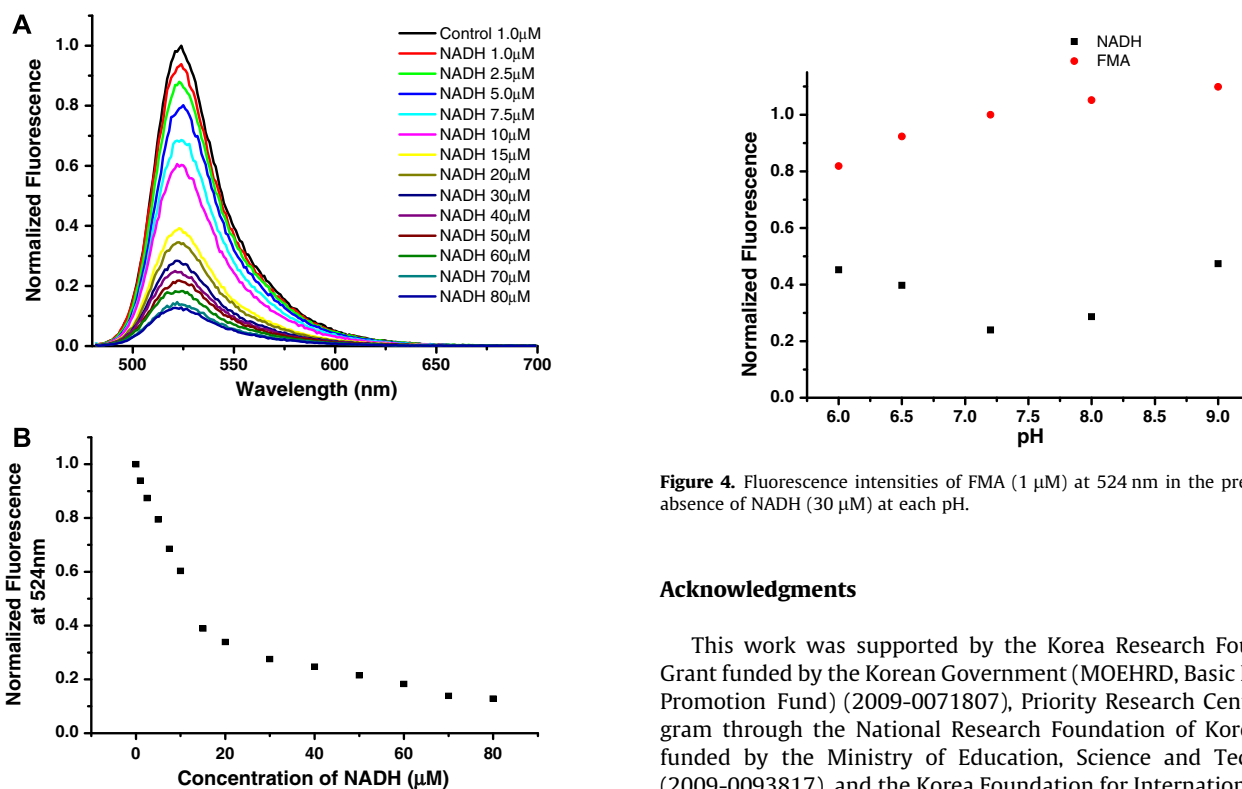 A
Normalized Fluorescence
1.0
0.8
0.6
0.4
0.2
0.0
500
550
600
650
700
Wavelength (nm)
Control 1.0μM
NADH 1.0μM
NADH 2.5μM
NADH 5.0μM
NADH 7.5μM
NADH 10μM
NADH 15μM
NADH 20μM
NADH 30μM
NADH 40μM
NADH 50μM
NADH 60μM
NADH 70μM
NADH 80μM
B
Normalized Fluorescence
at 524nm
1.0
0.8
0.6
0.4
0.2
0.0
0
20
40
60
80
Concentration of NADH (μM)
NADH
FMA
Normalized Fluorescence
1.0
0.8
0.6
0.4
0.2
0.0
6.0
6.5
7.0
7.5
8.0
8.5
9.0
pH
Figure 4. Fluorescence intensities of FMA (1 μM) at 524 nm in the pre
absence of NADH (30 μM) at each pH.
Acknowledgments
This work was supported by the Korea Research Fou
Grant funded by the Korean Government (MOEHRD, Basic
Promotion Fund) (2009-0071807), Priority Research Cen
gram through the National Research Foundation of Kore
funded by the Ministry of Education, Science and Tec
(2009-0093817), and the Korea Foundation for International